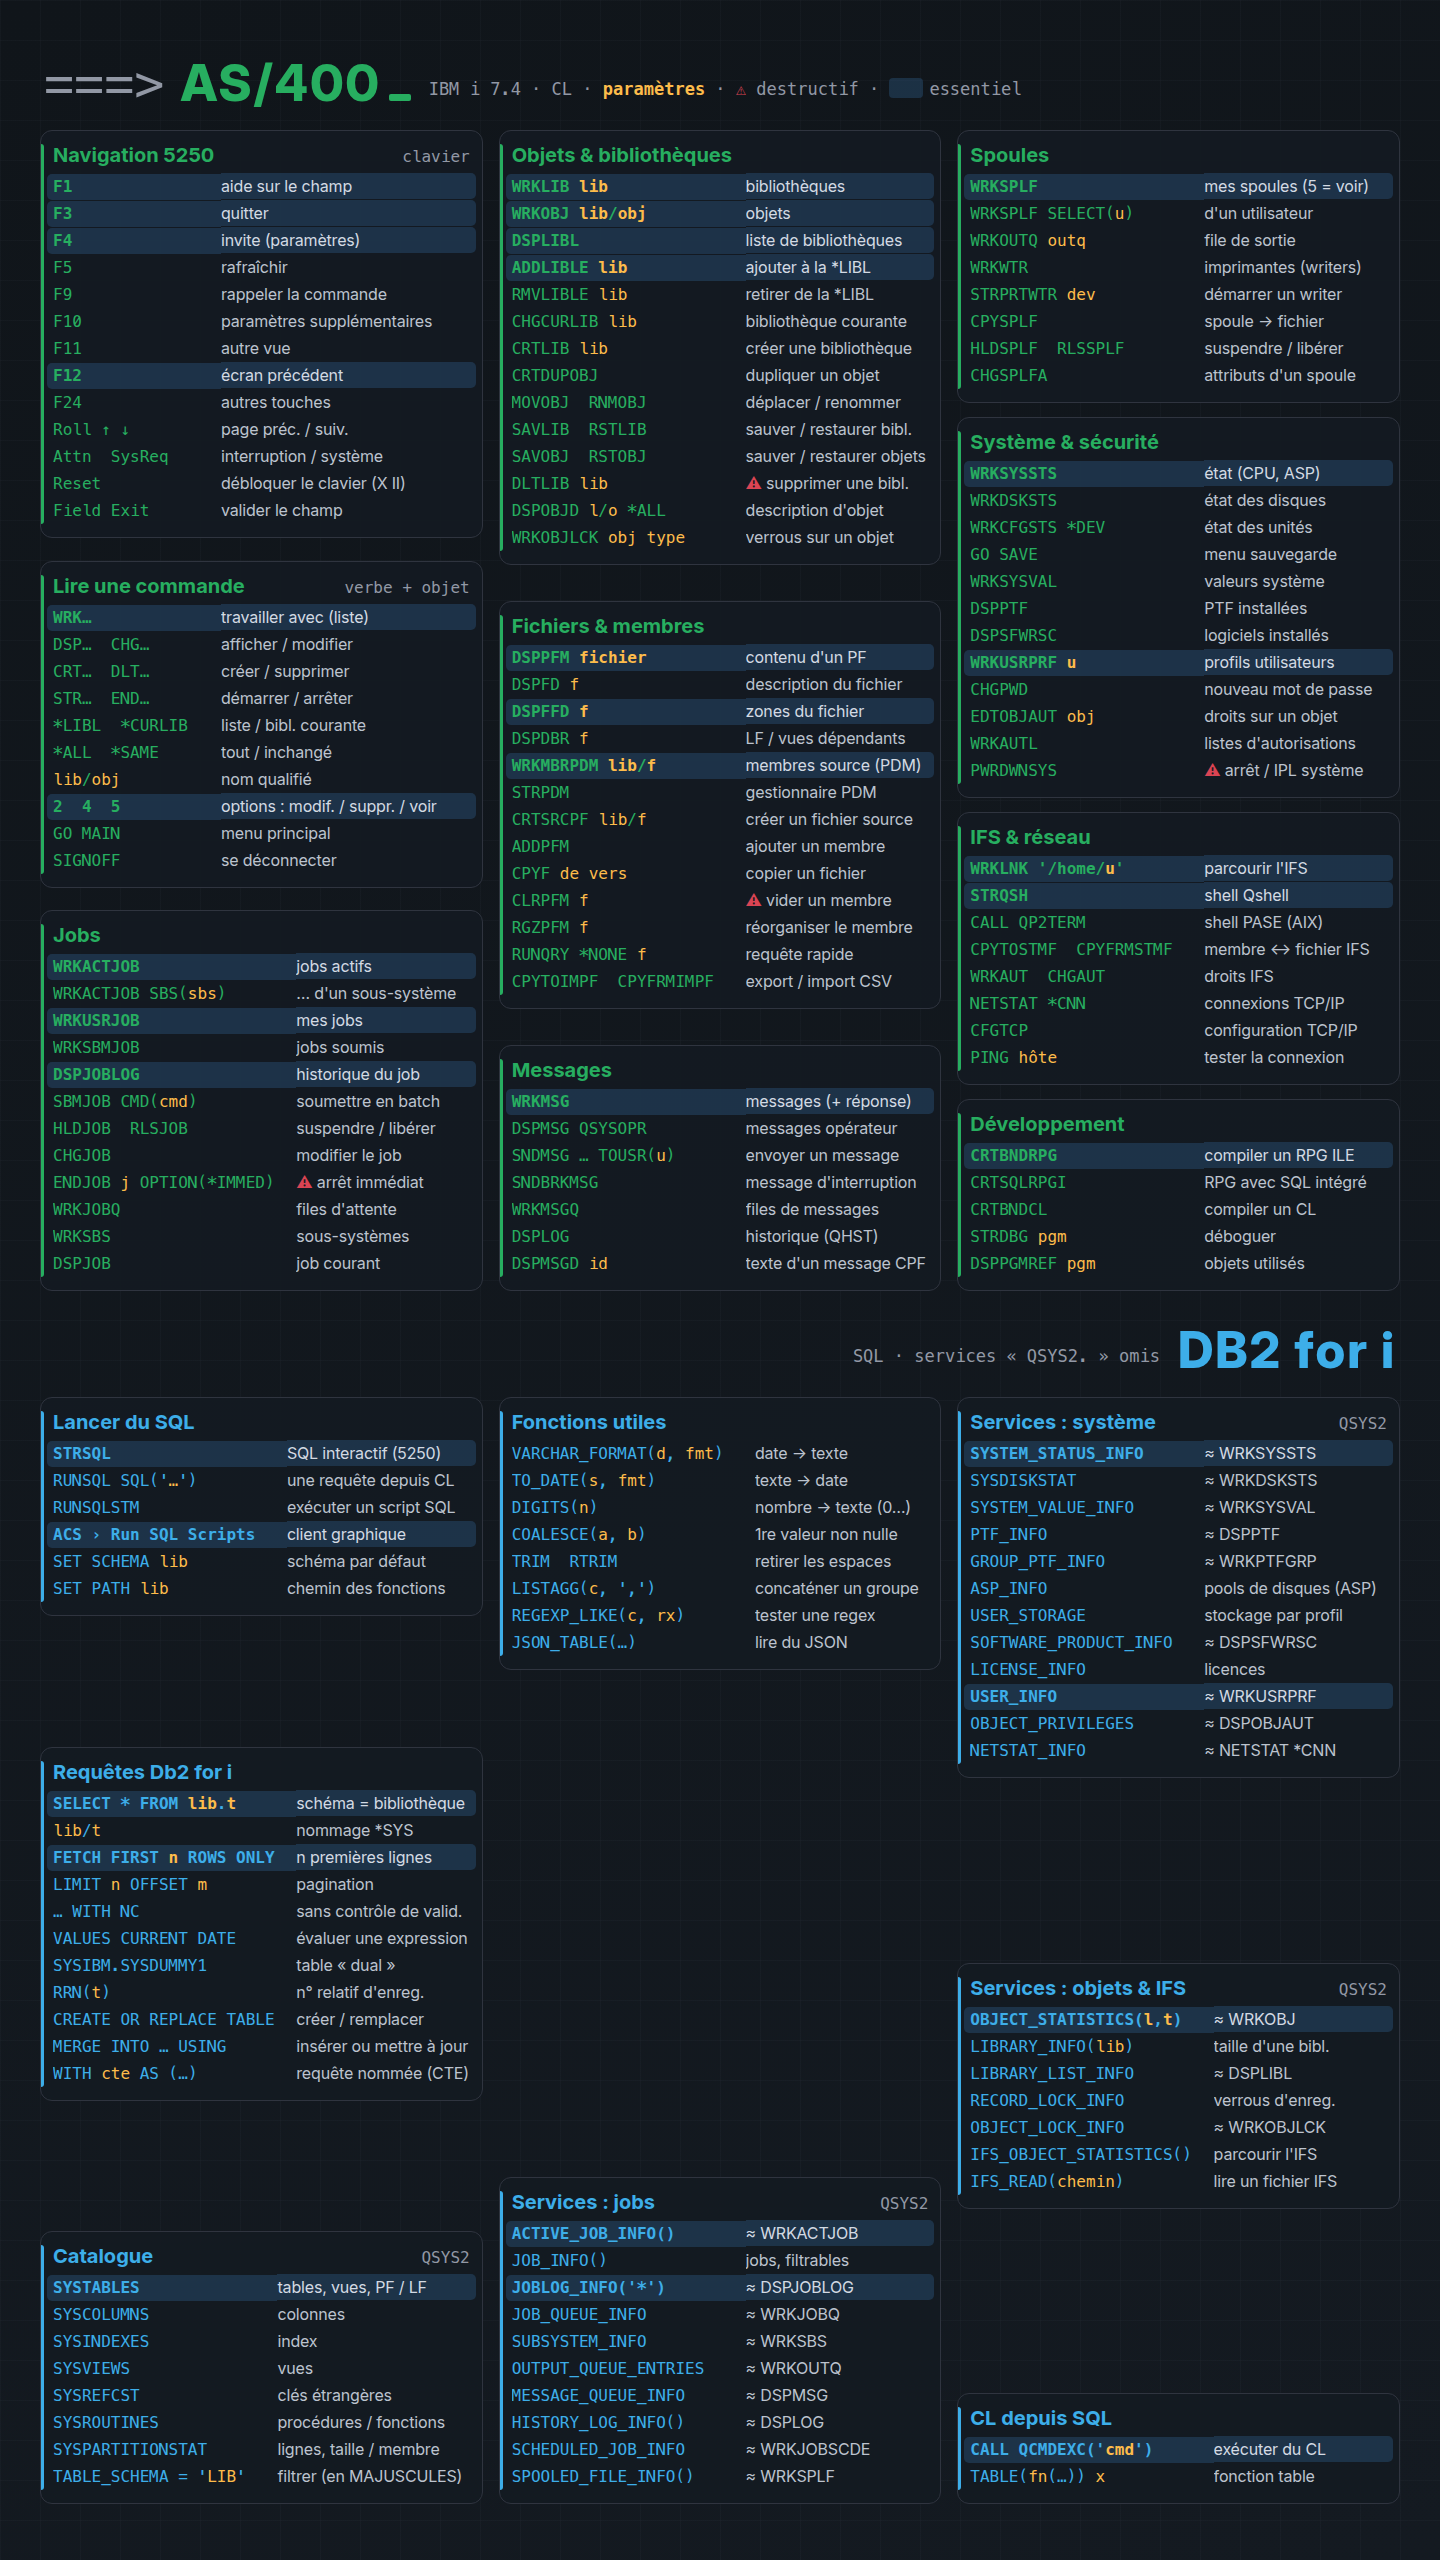 ===> AS/400_ IBM i 7.4 · CL · paramètres · ⚠ destructif · essentiel
Navigation 5250 clavier
F1 aide sur le champ
F3 quitter
F4 invite (paramètres)
F5 rafraîchir
F9 rappeler la commande
F10 paramètres supplémentaires
F11 autre vue
F12 écran précédent
F24 autres touches
Roll ↑ ↓ page préc. / suiv.
Attn SysReq interruption / système
Reset débloquer le clavier (X II)
Field Exit valider le champ
Lire une commande verbe + objet
WRK… travailler avec (liste)
DSP… CHG… afficher / modifier
CRT… DLT… créer / supprimer
STR… END… démarrer / arrêter
*LIBL *CURLIB liste / bibl. courante
*ALL *SAME tout / inchangé
lib/obj nom qualifié
2 4 5 options : modif. / suppr. / voir
GO MAIN menu principal
SIGNOFF se déconnecter
Jobs
WRKACTJOB jobs actifs
WRKACTJOB SBS(sbs) … d'un sous-système
WRKUSRJOB mes jobs
WRKSBMJOB jobs soumis
DSPJOBLOG historique du job
SBMJOB CMD(cmd) soumettre en batch
HLDJOB RLSJOB suspendre / libérer
CHGJOB modifier le job
ENDJOB j OPTION(*IMMED) ⚠ arrêt immédiat
WRKJOBQ files d'attente
WRKSBS sous-systèmes
DSPJOB job courant
Objets & bibliothèques
WRKLIB lib bibliothèques
WRKOBJ lib/obj objets
DSPLIBL liste de bibliothèques
ADDLIBLE lib ajouter à la *LIBL
RMVLIBLE lib retirer de la *LIBL
CHGCURLIB lib bibliothèque courante
CRTLIB lib créer une bibliothèque
CRTDUPOBJ dupliquer un objet
MOVOBJ RNMOBJ déplacer / renommer
SAVLIB RSTLIB sauver / restaurer bibl.
SAVOBJ RSTOBJ sauver / restaurer objets
DLTLIB lib ⚠ supprimer une bibl.
DSPOBJD l/o *ALL description d'objet
WRKOBJLCK obj type verrous sur un objet
Fichiers & membres
DSPPFM fichier contenu d'un PF
DSPFD f description du fichier
DSPFFD f zones du fichier
DSPDBR f LF / vues dépendants
WRKMBRPDM lib/f membres source (PDM)
STRPDM gestionnaire PDM
CRTSRCPF lib/f créer un fichier source
ADDPFM ajouter un membre
CPYF de vers copier un fichier
CLRPFM f ⚠ vider un membre
RGZPFM f réorganiser le membre
RUNQRY *NONE f requête rapide
CPYTOIMPF CPYFRMIMPF export / import CSV
Messages
WRKMSG messages (+ réponse)
DSPMSG QSYSOPR messages opérateur
SNDMSG … TOUSR(u) envoyer un message
SNDBRKMSG message d'interruption
WRKMSGQ files de messages
DSPLOG historique (QHST)
DSPMSGD id texte d'un message CPF
Spoules
WRKSPLF mes spoules (5 = voir)
WRKSPLF SELECT(u) d'un utilisateur
WRKOUTQ outq file de sortie
WRKWTR imprimantes (writers)
STRPRTWTR dev démarrer un writer
CPYSPLF spoule → fichier
HLDSPLF RLSSPLF suspendre / libérer
CHGSPLFA attributs d'un spoule
Système & sécurité
WRKSYSSTS état (CPU, ASP)
WRKDSKSTS état des disques
WRKCFGSTS *DEV état des unités
GO SAVE menu sauvegarde
WRKSYSVAL valeurs système
DSPPTF PTF installées
DSPSFWRSC logiciels installés
WRKUSRPRF u profils utilisateurs
CHGPWD nouveau mot de passe
EDTOBJAUT obj droits sur un objet
WRKAUTL listes d'autorisations
PWRDWNSYS ⚠ arrêt / IPL système
IFS & réseau
WRKLNK '/home/u' parcourir l'IFS
STRQSH shell Qshell
CALL QP2TERM shell PASE (AIX)
CPYTOSTMF CPYFRMSTMF membre ↔ fichier IFS
WRKAUT CHGAUT droits IFS
NETSTAT *CNN connexions TCP/IP
CFGTCP configuration TCP/IP
PING hôte tester la connexion
Développement
CRTBNDRPG compiler un RPG ILE
CRTSQLRPGI RPG avec SQL intégré
CRTBNDCL compiler un CL
STRDBG pgm déboguer
DSPPGMREF pgm objets utilisés
SQL · services « QSYS2. » omis DB2 for i
Lancer du SQL
STRSQL SQL interactif (5250)
RUNSQL SQL('…') une requête depuis CL
RUNSQLSTM exécuter un script SQL
ACS › Run SQL Scripts client graphique
SET SCHEMA lib schéma par défaut
SET PATH lib chemin des fonctions
Requêtes Db2 for i
SELECT * FROM lib.t schéma = bibliothèque
lib/t nommage *SYS
FETCH FIRST n ROWS ONLY n premières lignes
LIMIT n OFFSET m pagination
… WITH NC sans contrôle de valid.
VALUES CURRENT DATE évaluer une expression
SYSIBM.SYSDUMMY1 table « dual »
RRN(t) n° relatif d'enreg.
CREATE OR REPLACE TABLE créer / remplacer
MERGE INTO … USING insérer ou mettre à jour
WITH cte AS (…) requête nommée (CTE)
Catalogue QSYS2
SYSTABLES tables, vues, PF / LF
SYSCOLUMNS colonnes
SYSINDEXES index
SYSVIEWS vues
SYSREFCST clés étrangères
SYSROUTINES procédures / fonctions
SYSPARTITIONSTAT lignes, taille / membre
TABLE_SCHEMA = 'LIB' filtrer (en MAJUSCULES)
Fonctions utiles
VARCHAR_FORMAT(d, fmt) date → texte
TO_DATE(s, fmt) texte → date
DIGITS(n) nombre → texte (0…)
COALESCE(a, b) 1re valeur non nulle
TRIM RTRIM retirer les espaces
LISTAGG(c, ',') concaténer un groupe
REGEXP_LIKE(c, rx) tester une regex
JSON_TABLE(…) lire du JSON
Services : jobs QSYS2
ACTIVE_JOB_INFO() ≈ WRKACTJOB
JOB_INFO() jobs, filtrables
JOBLOG_INFO('*') ≈ DSPJOBLOG
JOB_QUEUE_INFO ≈ WRKJOBQ
SUBSYSTEM_INFO ≈ WRKSBS
OUTPUT_QUEUE_ENTRIES ≈ WRKOUTQ
MESSAGE_QUEUE_INFO ≈ DSPMSG
HISTORY_LOG_INFO() ≈ DSPLOG
SCHEDULED_JOB_INFO ≈ WRKJOBSCDE
SPOOLED_FILE_INFO() ≈ WRKSPLF
Services : système QSYS2
SYSTEM_STATUS_INFO ≈ WRKSYSSTS
SYSDISKSTAT ≈ WRKDSKSTS
SYSTEM_VALUE_INFO ≈ WRKSYSVAL
PTF_INFO ≈ DSPPTF
GROUP_PTF_INFO ≈ WRKPTFGRP
ASP_INFO pools de disques (ASP)
USER_STORAGE stockage par profil
SOFTWARE_PRODUCT_INFO ≈ DSPSFWRSC
LICENSE_INFO licences
USER_INFO ≈ WRKUSRPRF
OBJECT_PRIVILEGES ≈ DSPOBJAUT
NETSTAT_INFO ≈ NETSTAT *CNN
Services : objets & IFS QSYS2
OBJECT_STATISTICS(l,t) ≈ WRKOBJ
LIBRARY_INFO(lib) taille d'une bibl.
LIBRARY_LIST_INFO ≈ DSPLIBL
RECORD_LOCK_INFO verrous d'enreg.
OBJECT_LOCK_INFO ≈ WRKOBJLCK
IFS_OBJECT_STATISTICS() parcourir l'IFS
IFS_READ(chemin) lire un fichier IFS
CL depuis SQL
CALL QCMDEXC('cmd') exécuter du CL
TABLE(fn(…)) x fonction table